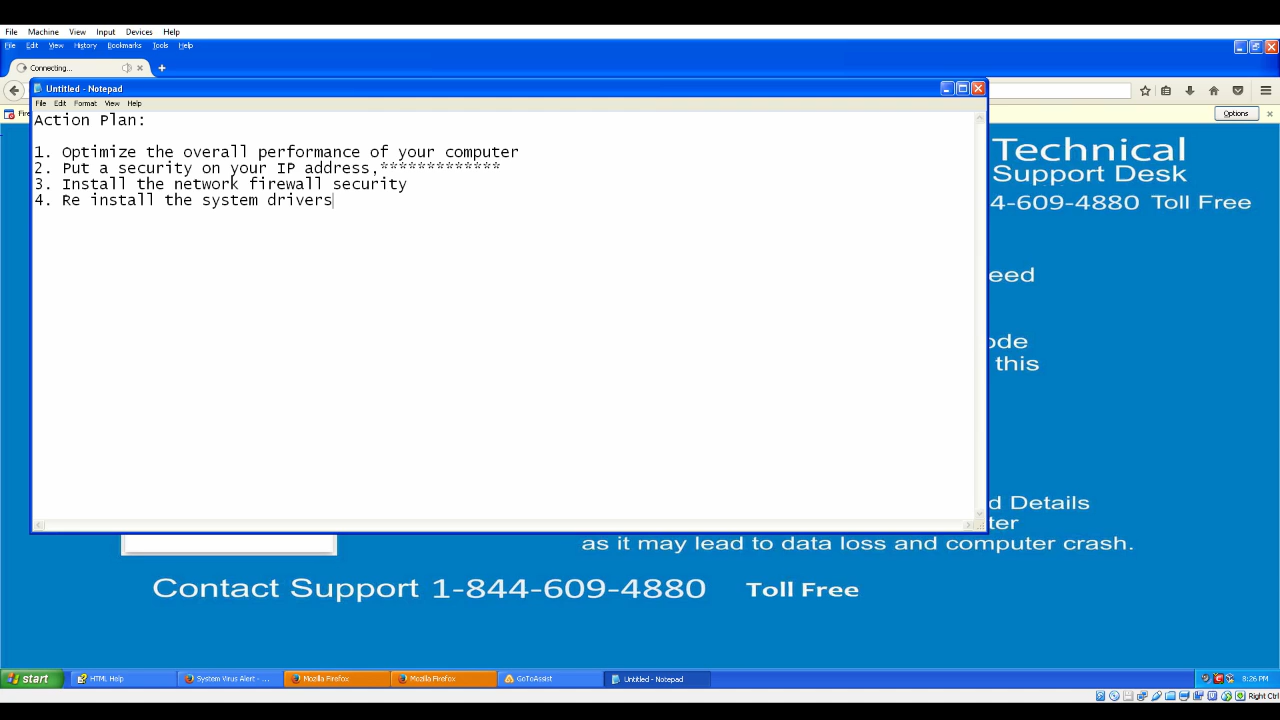 File Machine View Input Devices Help
File Edit View History Bookmarks Tools Help
Connecting...
Untitled - Notepad
File Edit Format View Help
Options
Action Plan:
1. Optimize the overall performance of your computer
2. Put a security on your IP address,*************
3. Install the network firewall security
4. Re install the system drivers
Technical
Support Desk
4-609-4880 Toll Free
eed
ode
this
d Details
ter
as it may lead to data loss and computer crash.
Contact Support 1-844-609-4880 Toll Free
start HTML Help System Virus Alert - ... Mozilla Firefox Mozilla Firefox GoToAssist Untitled - Notepad 8:26 PM
Right Ctrl